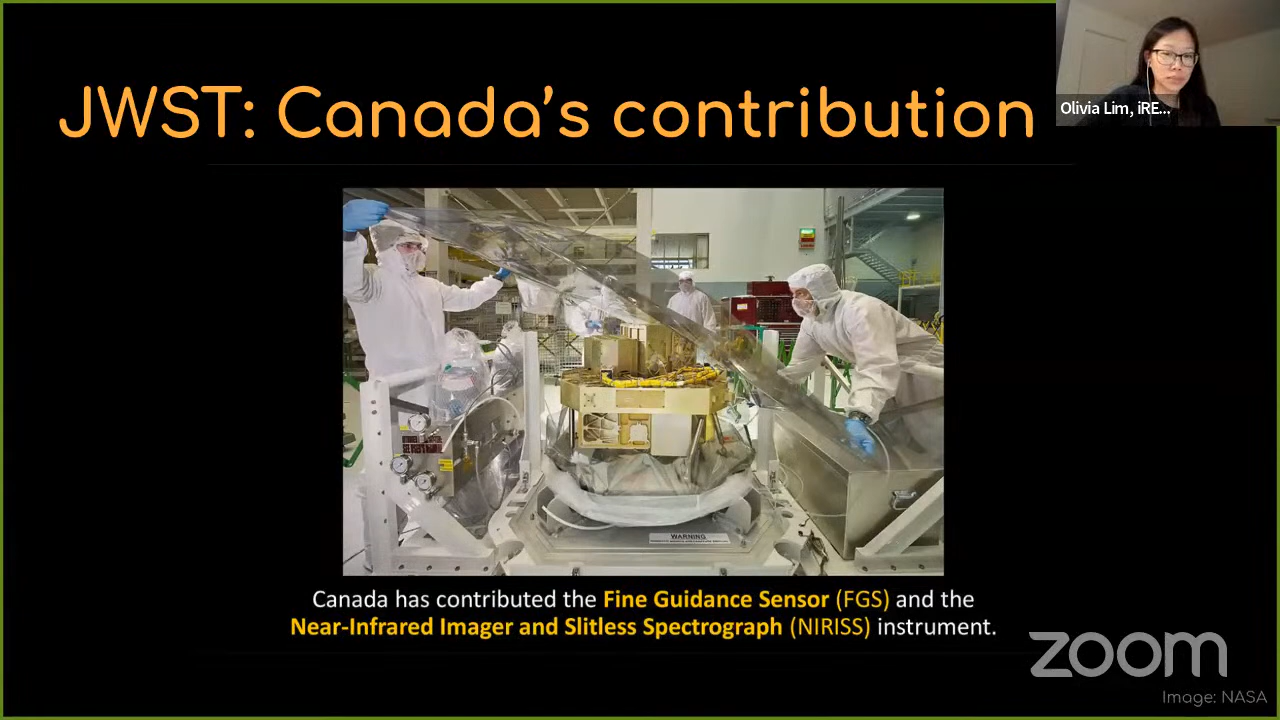 JWST: Canada's contribution
Olivia Lim, iRE...
WARNING
Canada has contributed the Fine Guidance Sensor (FGS) and the
Near-Infrared Imager and Slitless Spectrograph (NIRISS) instrument.
zoom
Image: NASA